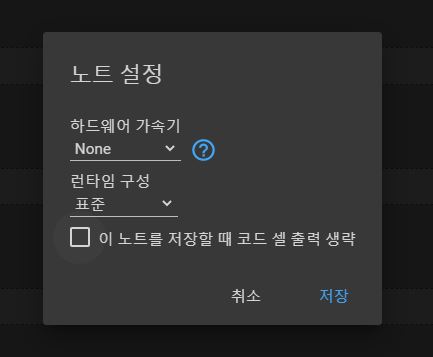 노트 설정
하드웨어 가속기
None
런타임 구성
표준
이 노트를 저장할 때 코드 셀 출력 생략
취소 저장